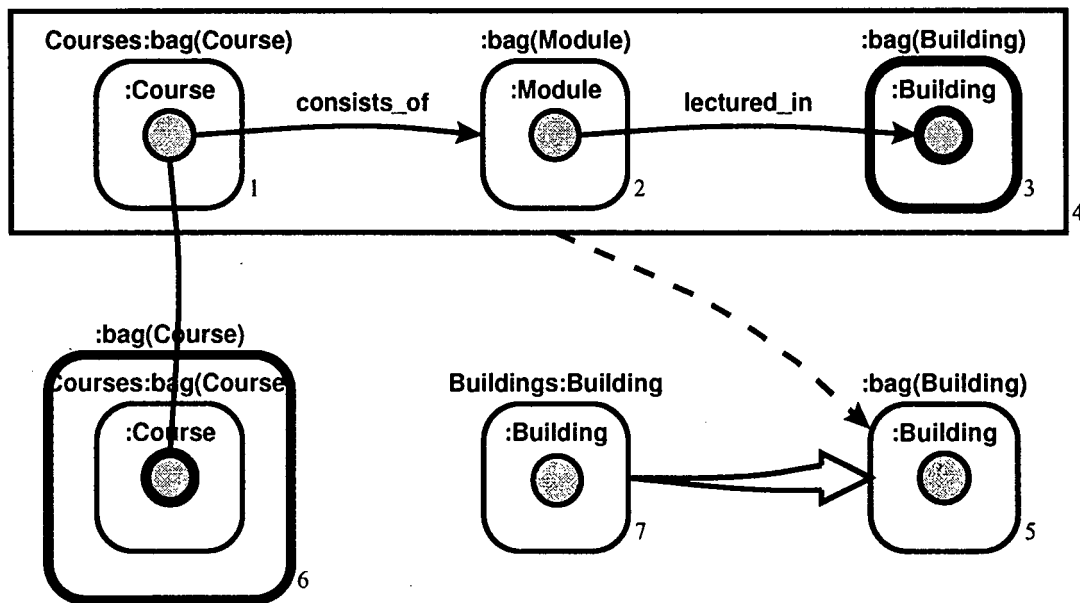 Courses:bag(Course) :bag(Module) :bag(Building)
:Course :Module :Building
consists_of lectured_in
1 2 3 4
:bag(Course)
Courses:bag(Course Buildings:Building :bag(Building)
:Course :Building :Building
7 5
6